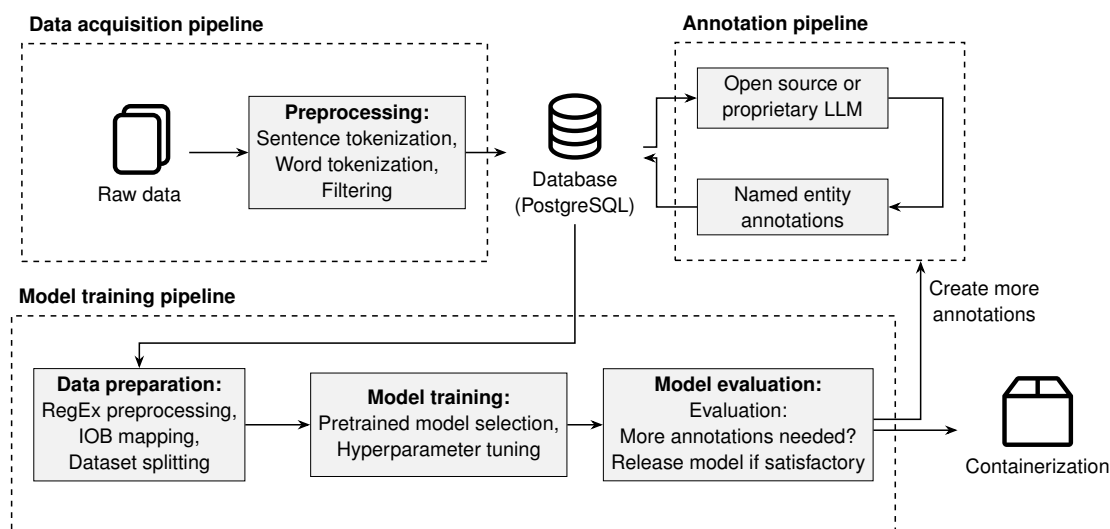 Data acquisition pipeline
Raw data
Preprocessing:
Sentence tokenization,
Word tokenization,
Filtering
Database
(PostgreSQL)
Annotation pipeline
Open source or
proprietary LLM
Named entity
annotations
Create more
annotations
Model training pipeline
Data preparation:
RegEx preprocessing,
IOB mapping,
Dataset splitting
Model training:
Pretrained model selection,
Hyperparameter tuning
Model evaluation:
Evaluation:
More annotations needed?
Release model if satisfactory
Containerization